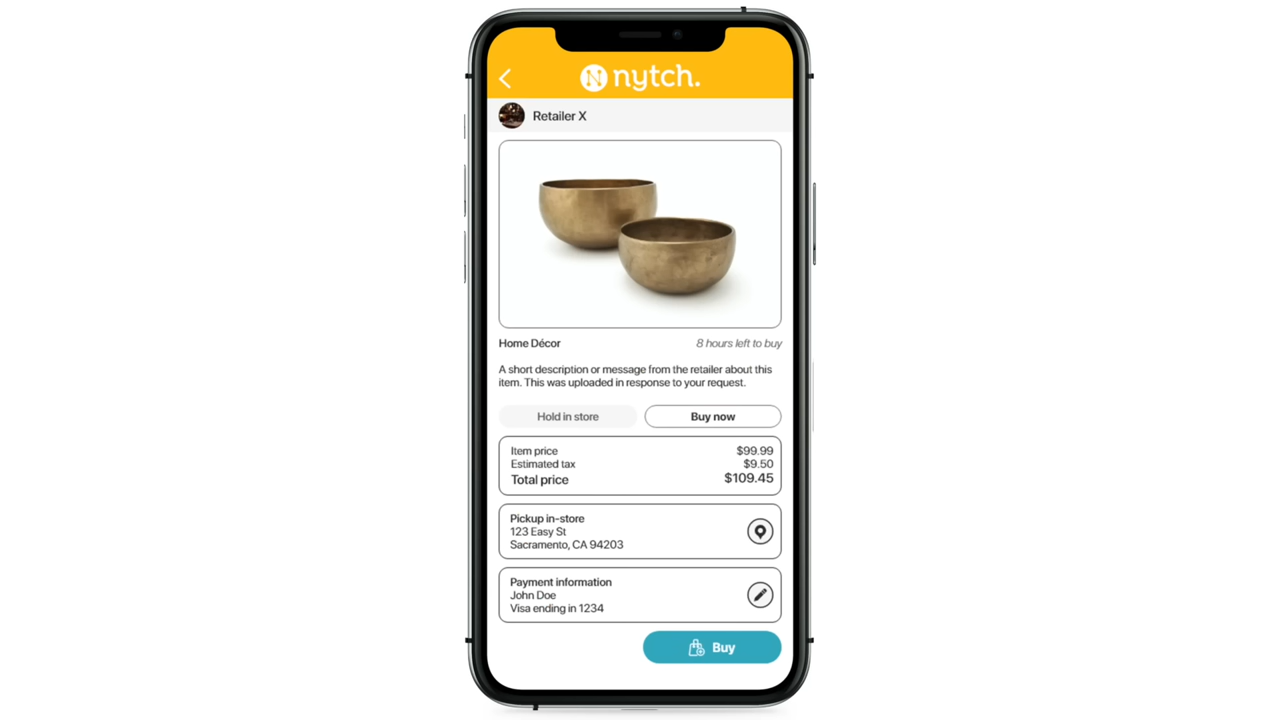 nytch.
Retailer X
Home Décor
8 hours left to buy
A short description or message from the retailer about this
item. This was uploaded in response to your request.
Hold in store
Buy now
Item price $99.99
Estimated tax $9.50
Total price $109.45
Pickup in-store
123 Easy St
Sacramento, CA 94203
Payment information
John Doe
Visa ending in 1234
Buy